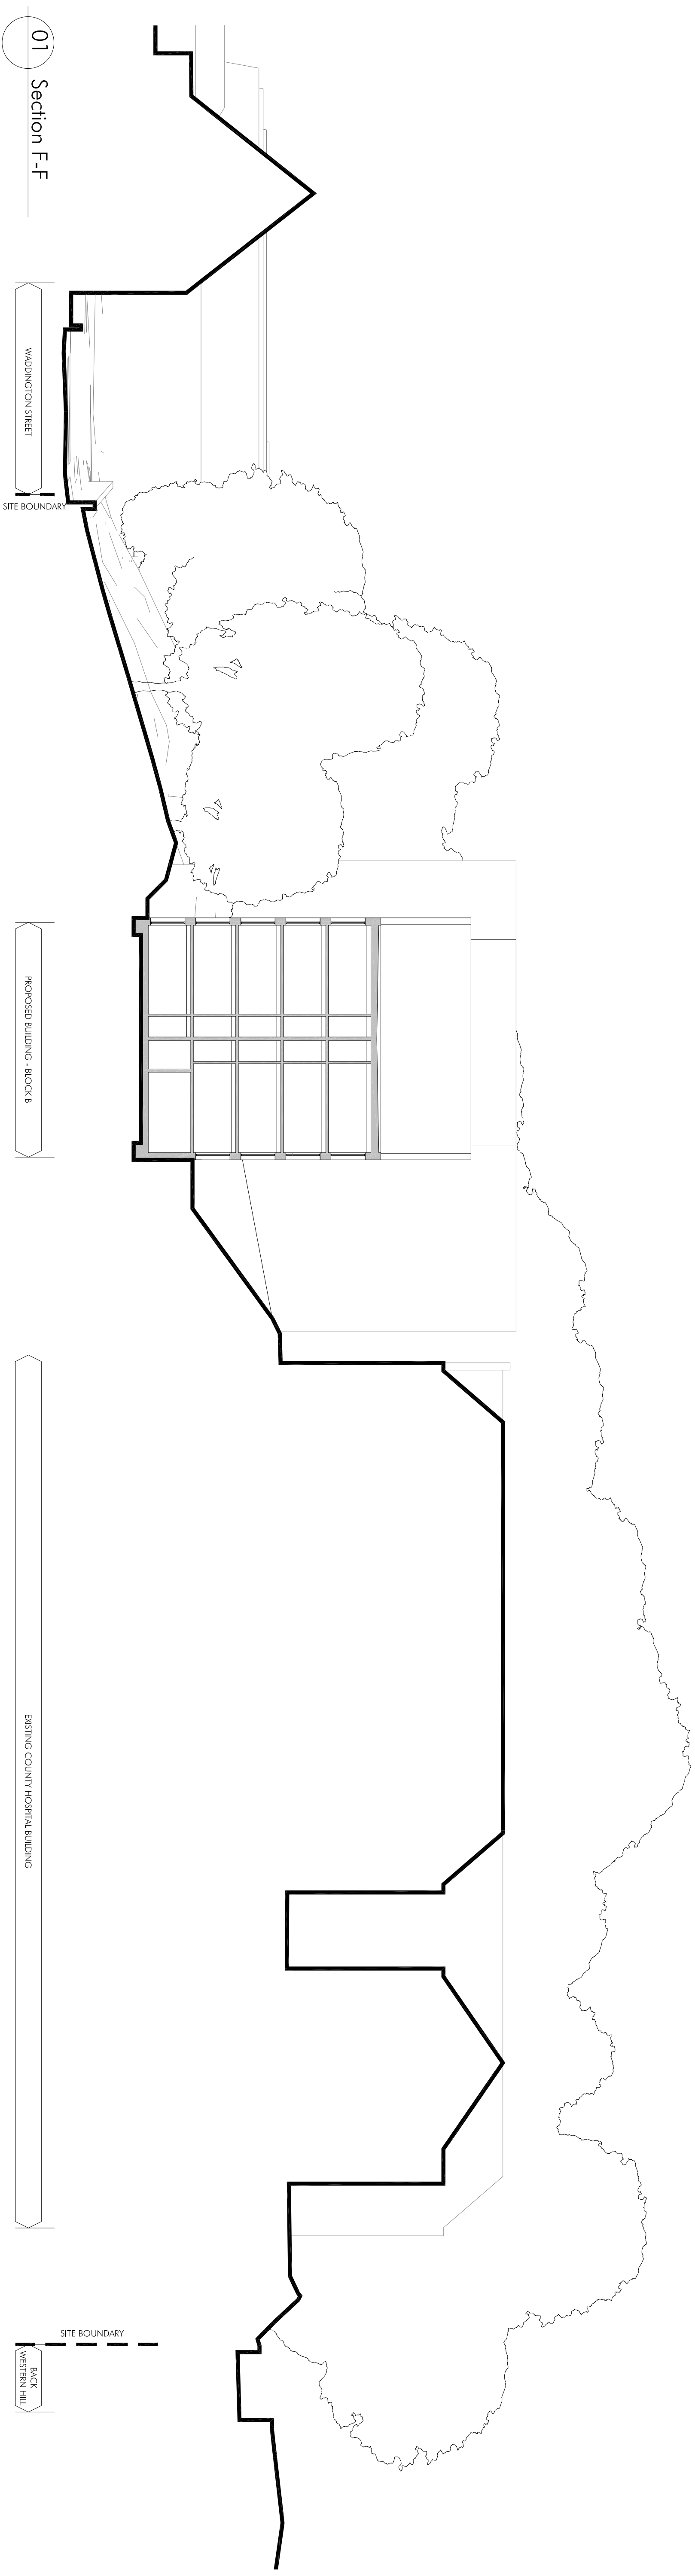 01 Section F-F
WADDINGTON STREET
SITE BOUNDARY
PROPOSED BUILDING - BLOCK B
EXISTING COUNTY HOSPITAL BUILDING
SITE BOUNDARY
BACK
WESTERN HILL